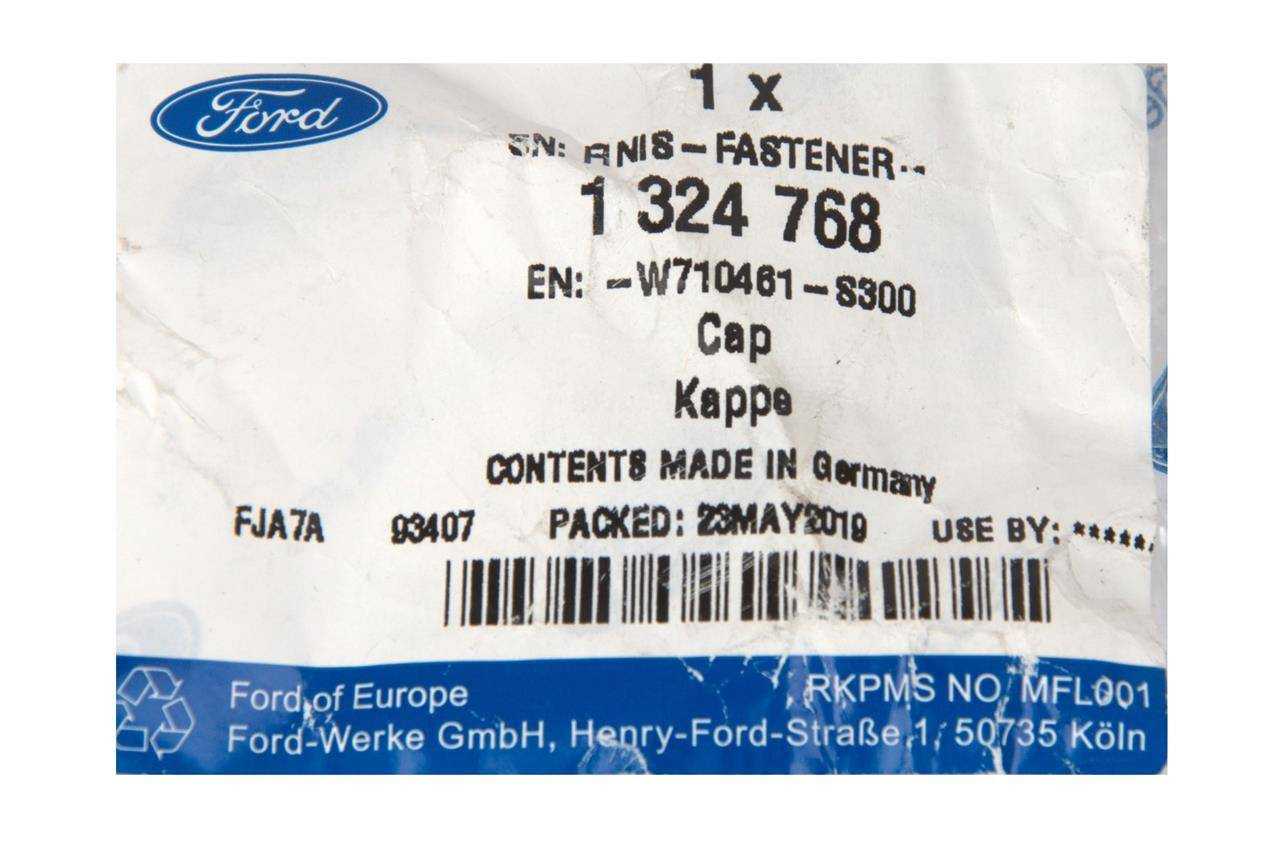 Ford
1 x
FASTENER
1 324 768
EN: -W710461-S300
Cap
Kappe
CONTENTS MADE IN Germany
FJA7A 93407 PACKED: 23MAY2019 USE BY: *****
Ford of Europe RKPMS NO MFL001
Ford-Werke GmbH, Henry-Ford-Straße 1, 50735 Köln